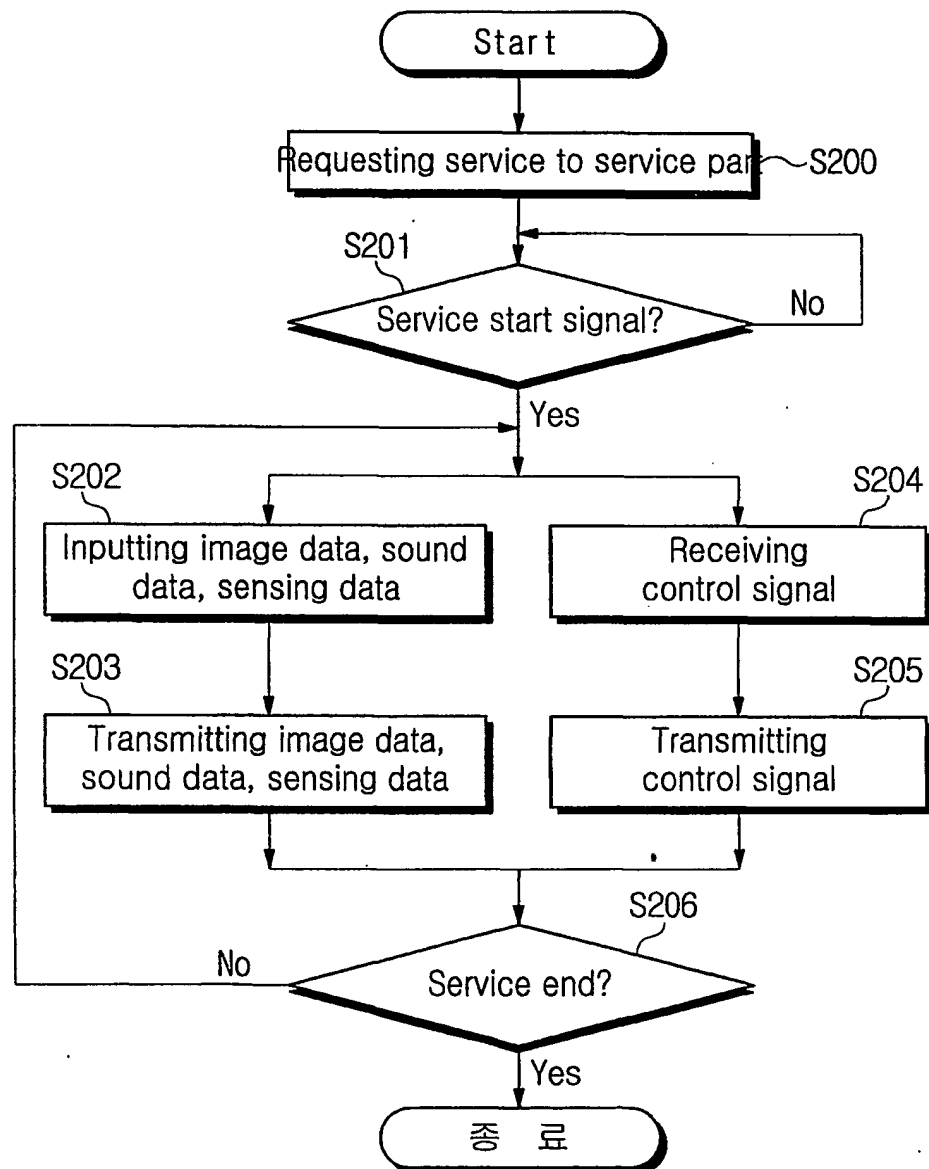 Start
Requesting service to service part
S200
S201
Service start signal?
No
Yes
S202
S204
Inputting image data, sound
data, sensing data
Receiving
control signal
S203
S205
Transmitting image data,
sound data, sensing data
Transmitting
control signal
S206
No
Service end?
Yes
종 료